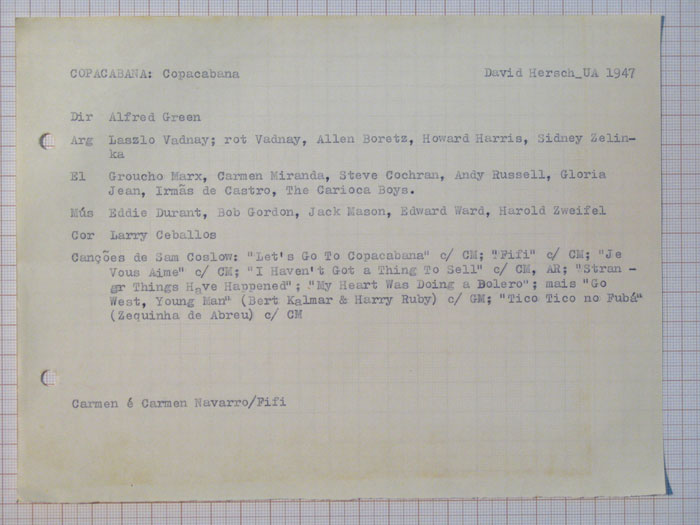 COPACABANA: Copacabana David Hersch_UA 1947
Dir Alfred Green
Arg Laszlo Vadnay; rot Vadnay, Allen Boretz, Howard Harris, Sidney Zelin-
ka
El Groucho Marx, Carmen Miranda, Steve Cochran, Andy Russell, Gloria
Jean, Irmãs de Castro, The Carioca Boys.
Mús Eddie Durant, Bob Gordon, Jack Mason, Edward Ward, Harold Zweifel
Cor Larry Ceballos
Canções de Sam Coslow: "Let's Go To Copacabana" c/ CM; "Fifi" c/ CM; "Je
Vous Aime" c/ CM; "I Haven't Got a Thing To Sell" c/ CM, AR; "Stran -
gr Things Have Happened"; "My Heart Was Doing a Bolero"; mais "Go
West, Young Man" (Bert Kalmar & Harry Ruby) c/ GM; "Tico Tico no Fubá"
(Zequinha de Abreu) c/ CM
Carmen é Carmen Navarro/Fifi